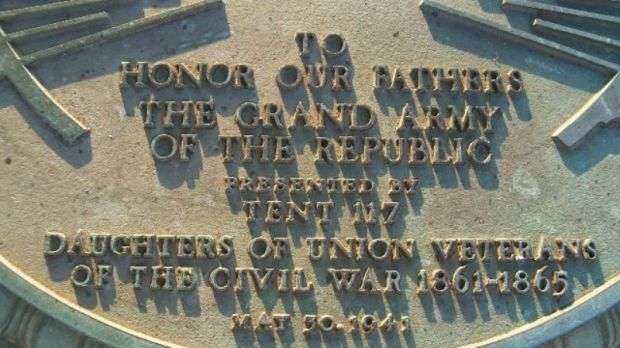 TO
HONOR OUR FATHERS
THE GRAND ARMY
OF THE REPUBLIC
PRESENTED BY
TENT 117
DAUGHTERS OF UNION VETERANS
OF THE CIVIL WAR 1861-1865
MAY 30, 1941